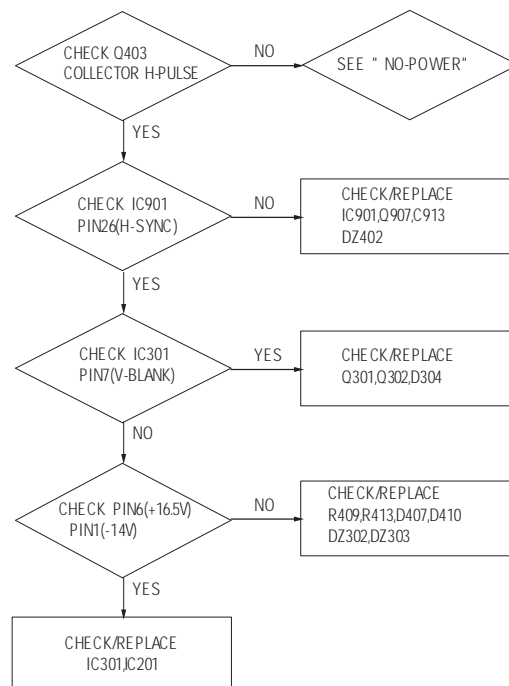 CHECK Q403
COLLECTOR H-PULSE
NO
SEE " NO-POWER"
YES
CHECK IC901
PIN26(H-SYNC)
NO
CHECK/REPLACE
IC901,Q907,C913
DZ402
YES
CHECK IC301
PIN7(V-BLANK)
YES
CHECK/REPLACE
Q301,Q302,D304
NO
CHECK PIN6(+16.5V)
PIN1(-14V)
NO
CHECK/REPLACE
R409,R413,D407,D410
DZ302,DZ303
YES
CHECK/REPLACE
IC301,IC201